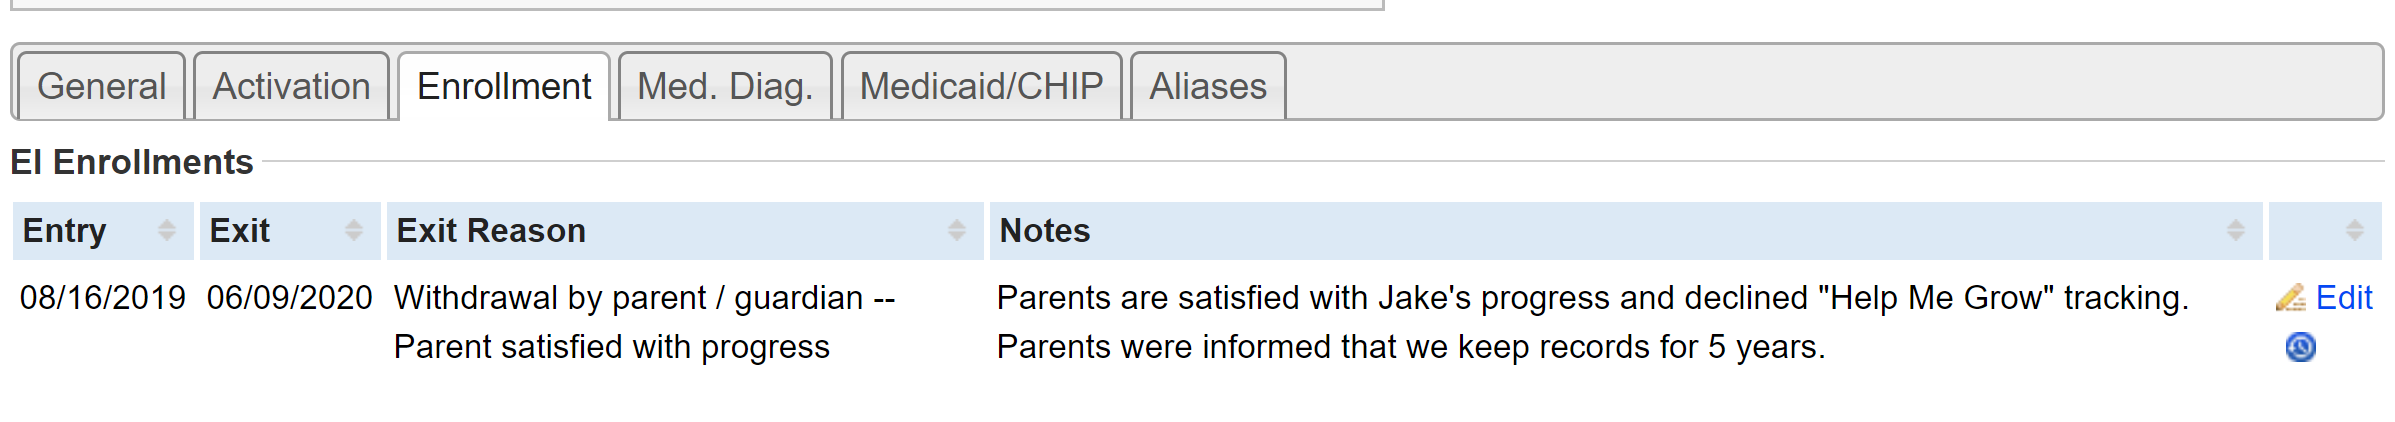 General Activation Enrollment Med. Diag. Medicaid/CHIP Aliases
EI Enrollments
Entry Exit Exit Reason Notes
08/16/2019 06/09/2020 Withdrawal by parent / guardian -- Parents are satisfied with Jake's progress and declined "Help Me Grow" tracking. Edit
Parent satisfied with progress Parents were informed that we keep records for 5 years.